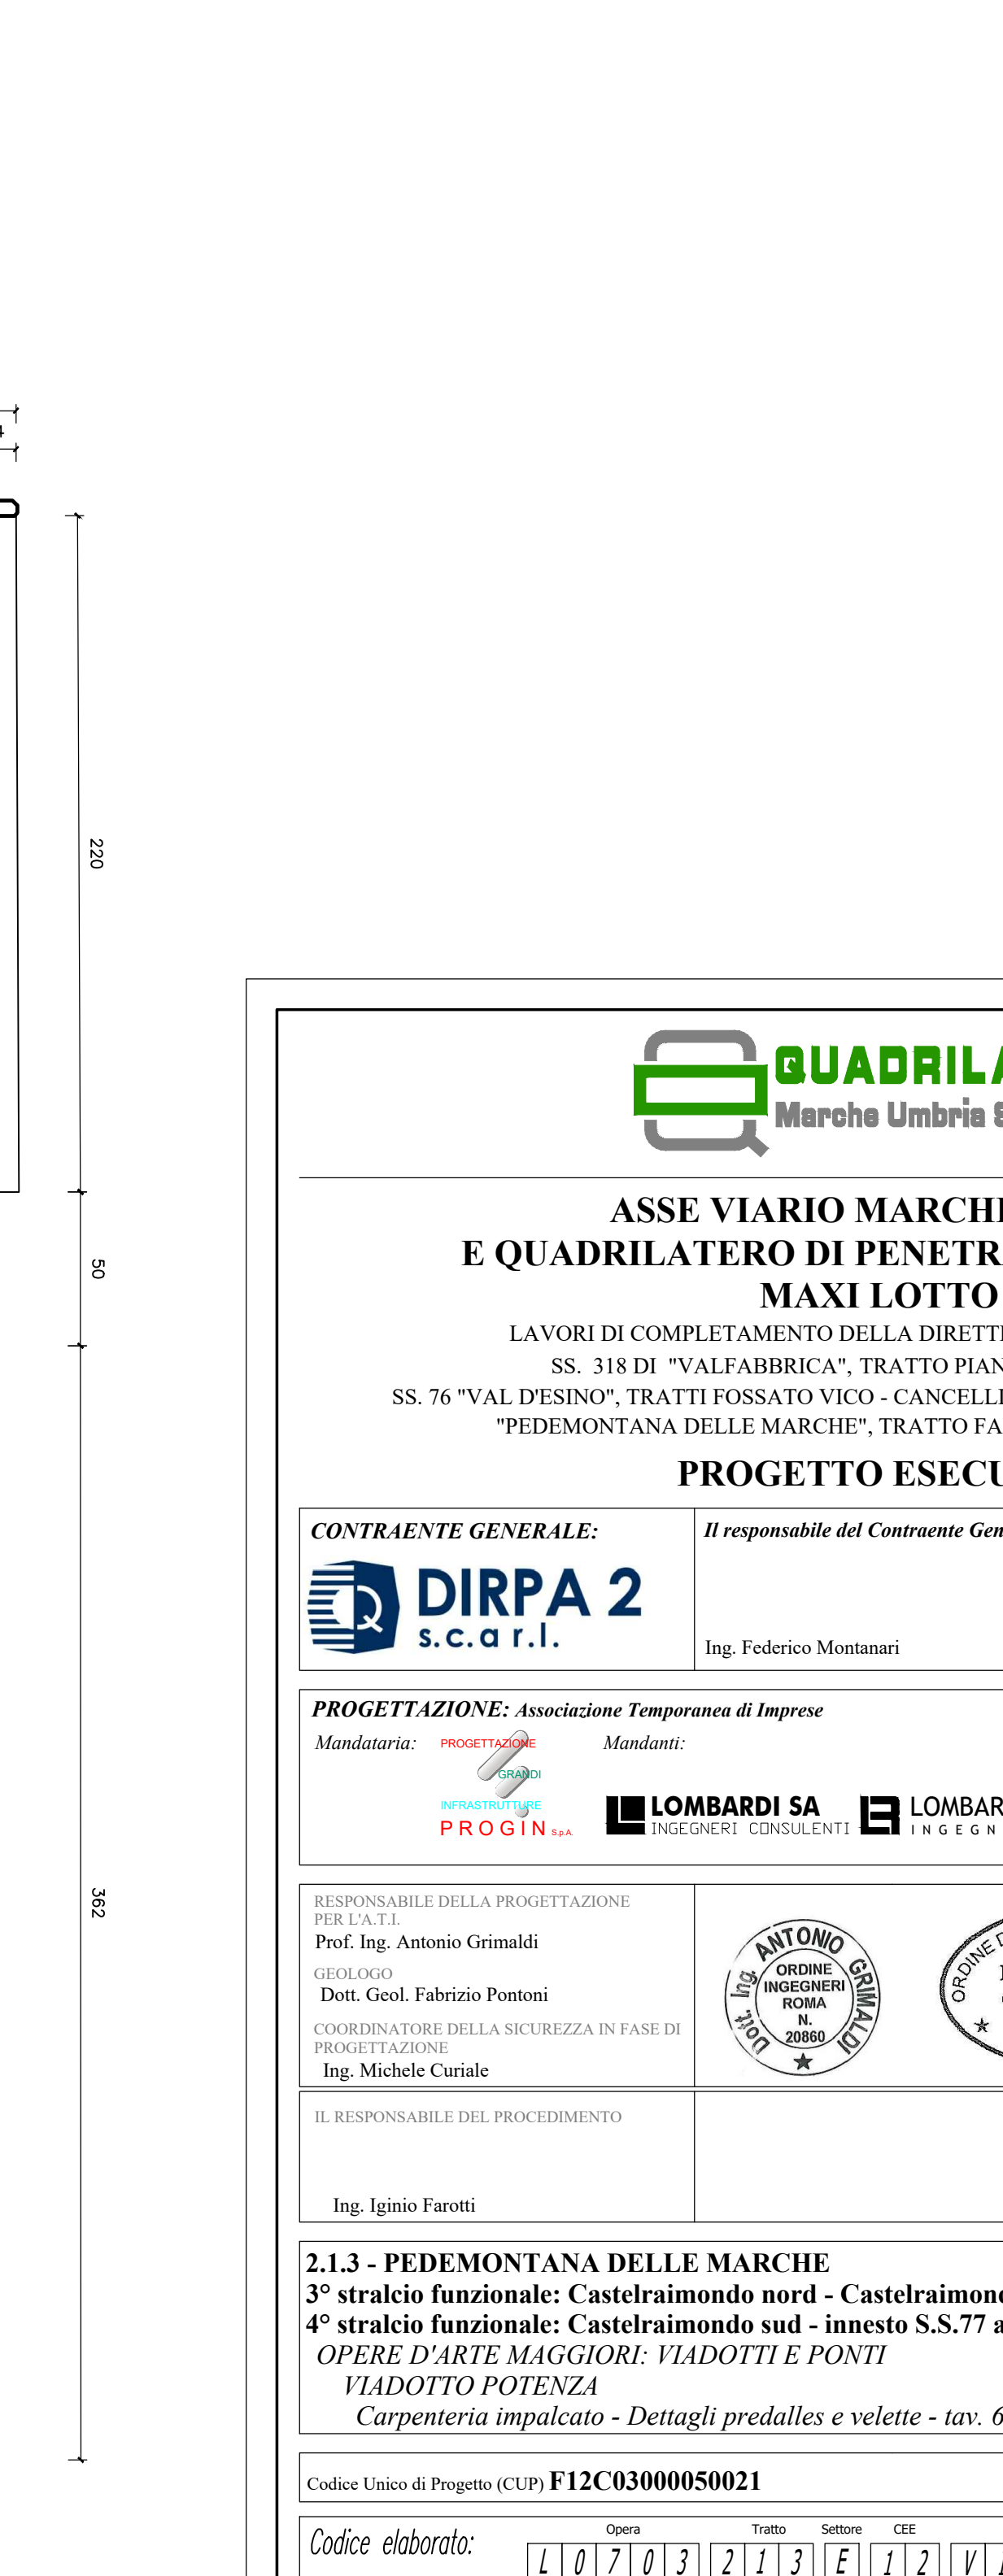 4
220
50
362
QUADRILA
Marche Umbria S
ASSE VIARIO MARCHE
E QUADRILATERO DI PENETRA
MAXI LOTTO
LAVORI DI COMPLETAMENTO DELLA DIRETT
SS. 318 DI "VALFABBRICA", TRATTO PIAN
SS. 76 "VAL D'ESINO", TRATTI FOSSATO VICO - CANCELLI
"PEDEMONTANA DELLE MARCHE", TRATTO FA
PROGETTO ESECU
CONTRAENTE GENERALE:
Il responsabile del Contraente Gen
DIRPA 2
s.c.a r.l.
Ing. Federico Montanari
PROGETTAZIONE: Associazione Temporanea di Imprese
Mandataria:
Mandanti:
PROGETTAZIONE
GRANDI
INFRASTRUTTURE
PROGIN S.p.A.
LOMBARDI SA
INGEGNERI CONSULENTI
LOMBAR
INGEGN
RESPONSABILE DELLA PROGETTAZIONE
PER L'A.T.I.
Prof. Ing. Antonio Grimaldi
GEOLOGO
Dott. Geol. Fabrizio Pontoni
COORDINATORE DELLA SICUREZZA IN FASE DI
PROGETTAZIONE
Ing. Michele Curiale
Dott. Ing. ANTONIO GRIMALDI
ORDINE
INGEGNERI
ROMA
N.
20860
ORDINE D
IL RESPONSABILE DEL PROCEDIMENTO
Ing. Iginio Farotti
2.1.3 - PEDEMONTANA DELLE MARCHE
3° stralcio funzionale: Castelraimondo nord - Castelraimond
4° stralcio funzionale: Castelraimondo sud - innesto S.S.77 a
OPERE D'ARTE MAGGIORI: VIADOTTI E PONTI
VIADOTTO POTENZA
Carpenteria impalcato - Dettagli predalles e velette - tav. 6
Codice Unico di Progetto (CUP) F12C03000050021
Codice elaborato:
Opera Tratto Settore CEE
L 0 7 0 3 2 1 3 E 1 2 V